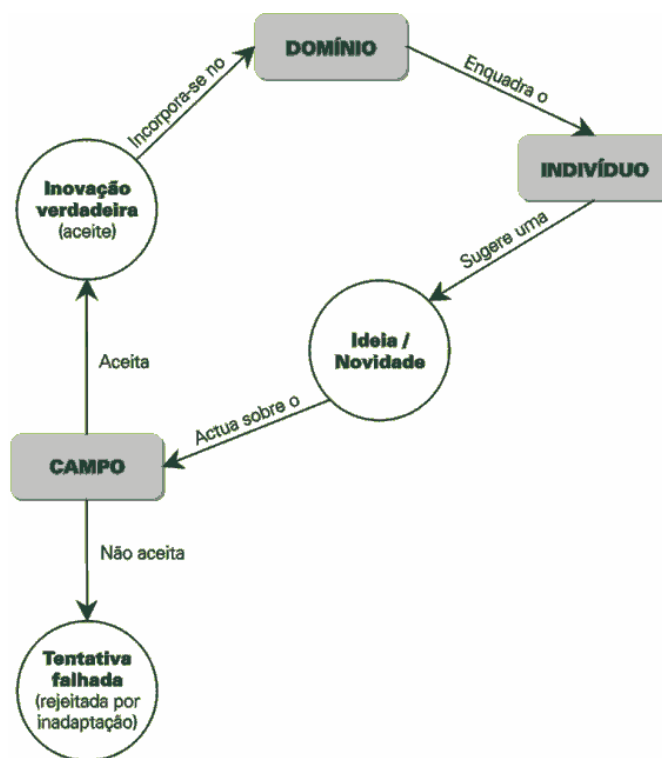 DOMÍNIO
Enquadra o
INDIVÍDUO
Sugere uma
Ideia /
Novidade
Actua sobre o
CAMPO
Aceita
Inovação
verdadeira
(aceite)
Incorpora-se no
Não aceita
Tentativa
falhada
(rejeitada por
inadaptação)